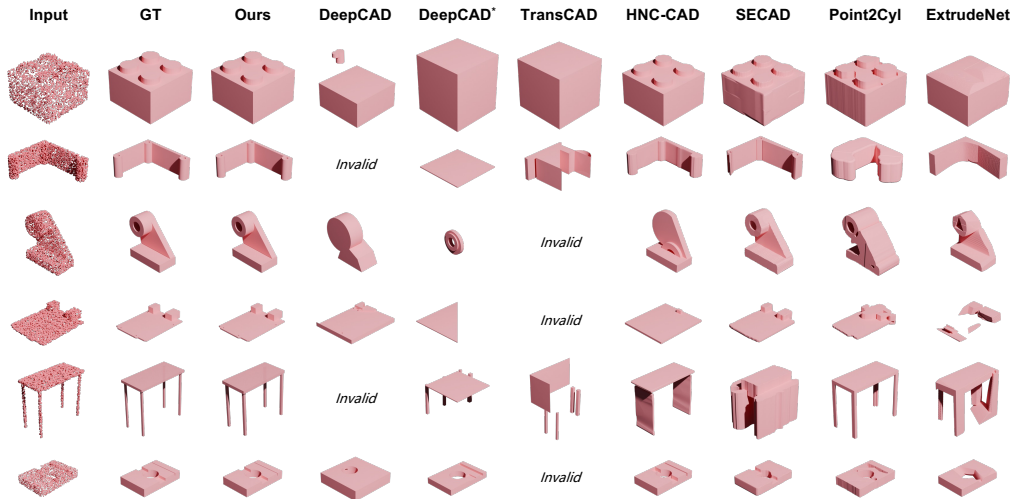 Input GT Ours DeepCAD DeepCAD* TransCAD HNC-CAD SECAD Point2Cyl ExtrudeNet
Invalid
Invalid
Invalid
Invalid
Invalid